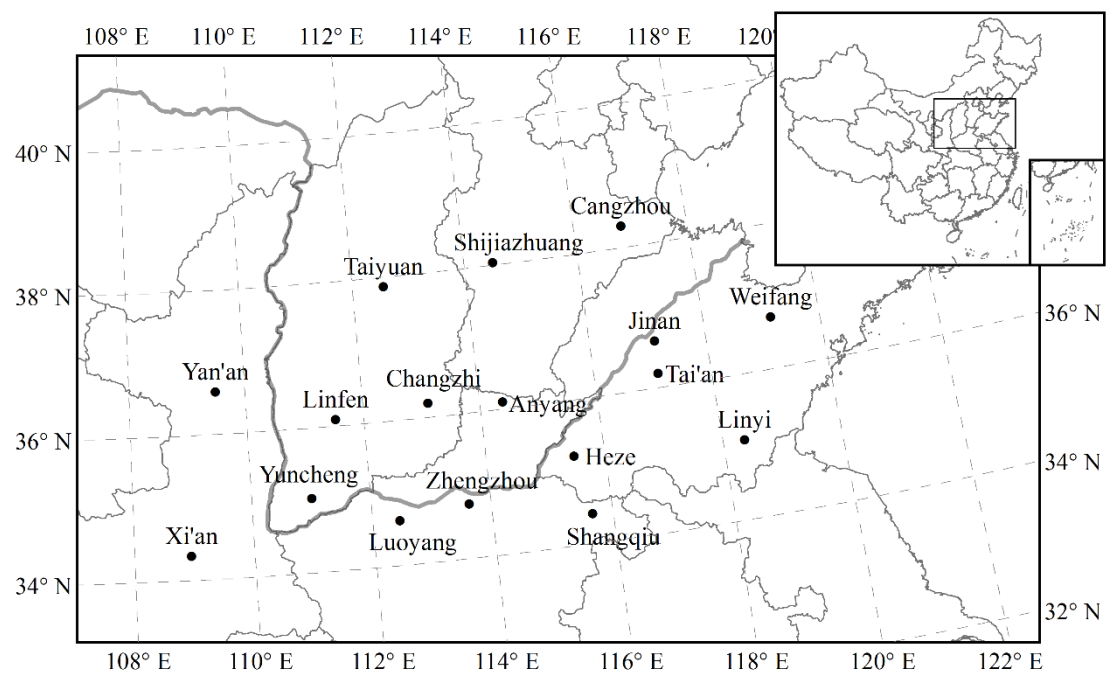 108° E 110° E 112° E 114° E 116° E 118° E 120°
40° N
Cangzhou
Shijiazhuang
Taiyuan
38° N
Weifang
36° N
Jinan
Yan'an
Changzhi
Tai'an
Linfen
Anyang
Linyi
36° N
Heze
34° N
Yuncheng
Zhengzhou
Xi'an
Luoyang
Shangqiu
34° N
32° N
108° E 110° E 112° E 114° E 116° E 118° E 120° E 122° E